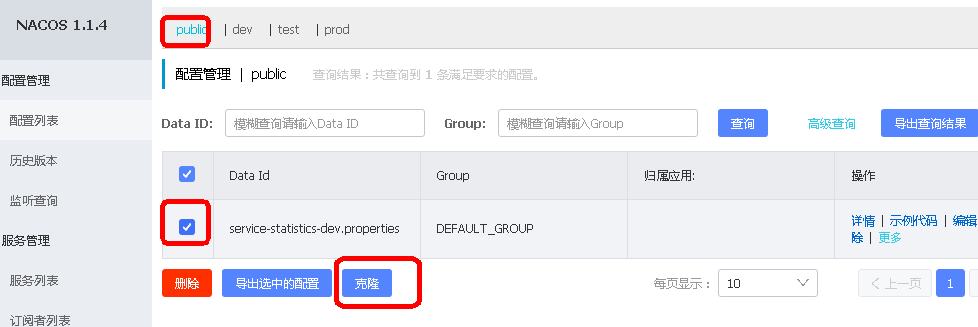 NACOS 1.1.4
public | dev | test | prod
配置管理
配置管理 | public 查询结果：共查询到 1 条满足要求的配置。
配置列表
Data ID: 模糊查询请输入Data ID Group: 模糊查询请输入Group 查询 高级查询 导出查询结果
历史版本
Data Id Group 归属应用: 操作
监听查询
service-statistics-dev.properties DEFAULT_GROUP 详情 | 示例代码 | 编辑
除 | 更多
服务管理
服务列表
删除 导出选中的配置 克隆 每页显示： 10 < 上一页 1
订阅者列表